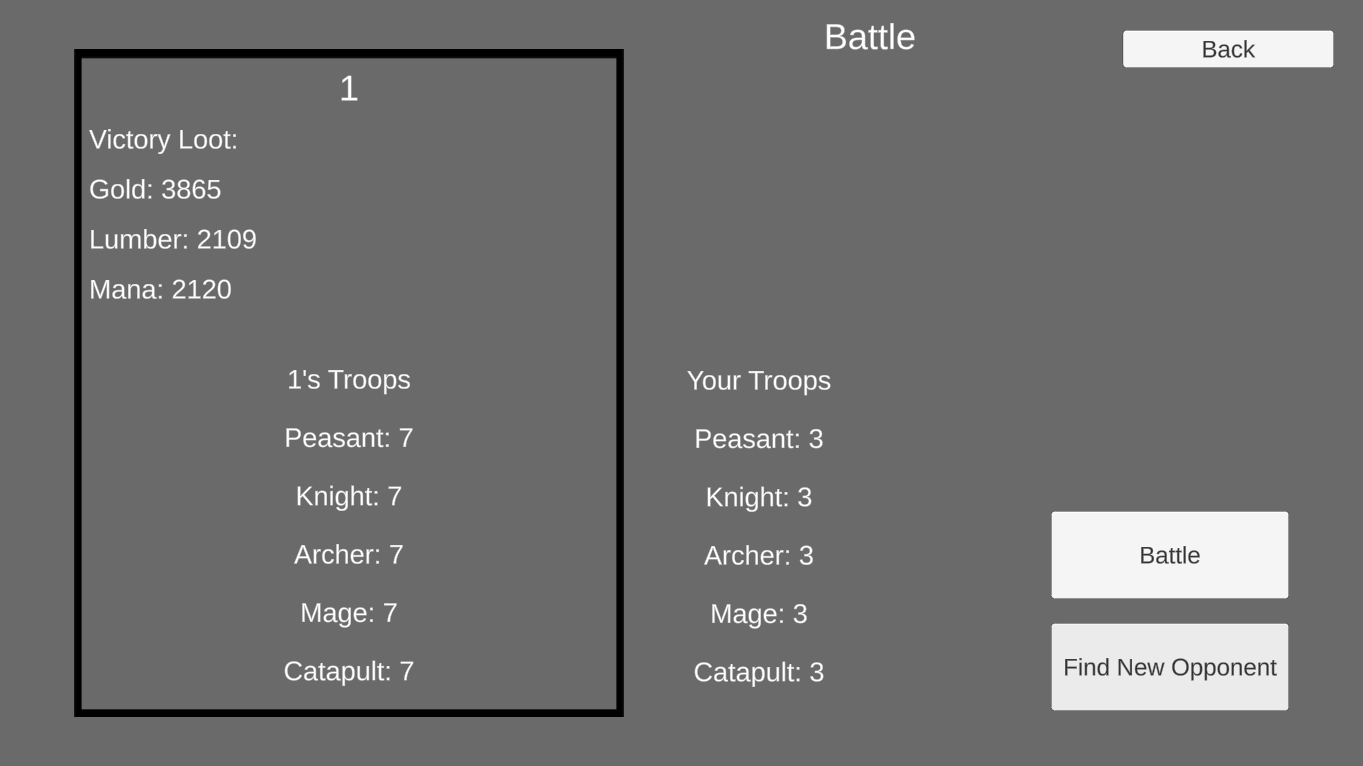 Battle
Back
1
Victory Loot:
Gold: 3865
Lumber: 2109
Mana: 2120
1's Troops
Peasant: 7
Knight: 7
Archer: 7
Mage: 7
Catapult: 7
Your Troops
Peasant: 3
Knight: 3
Archer: 3
Mage: 3
Catapult: 3
Battle
Find New Opponent